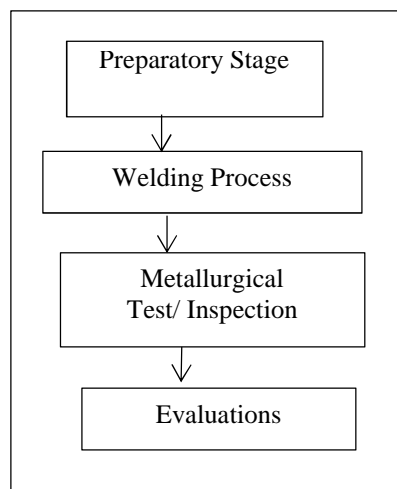 Preparatory Stage
Welding Process
Metallurgical
Test/ Inspection
Evaluations